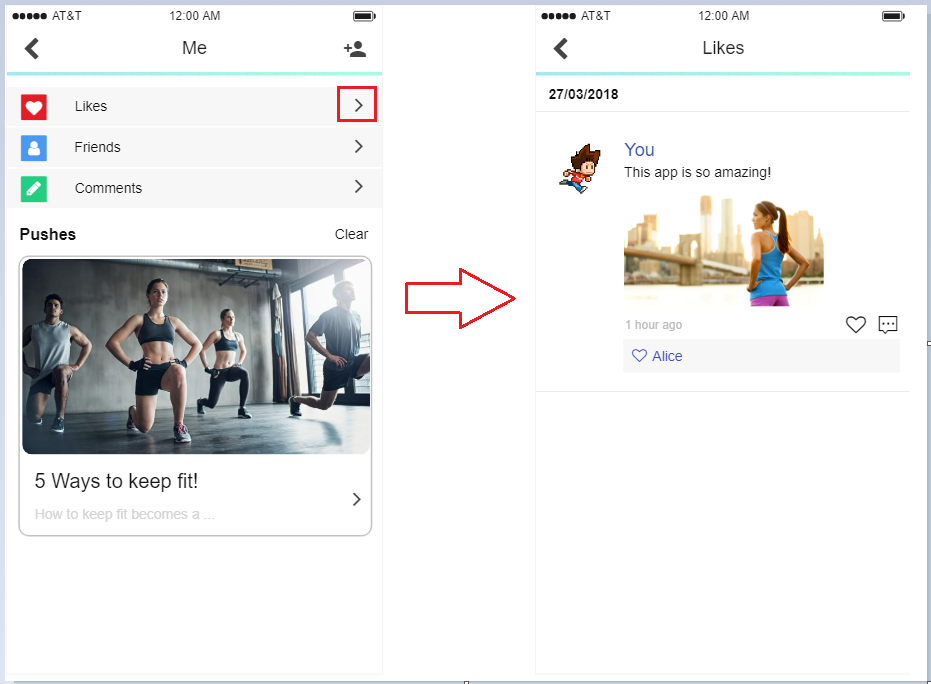 AT&T 12:00 AM
Me
Likes
Friends
Comments
Pushes Clear
5 Ways to keep fit!
How to keep fit becomes a ...
AT&T 12:00 AM
Likes
27/03/2018
You
This app is so amazing!
1 hour ago
Alice